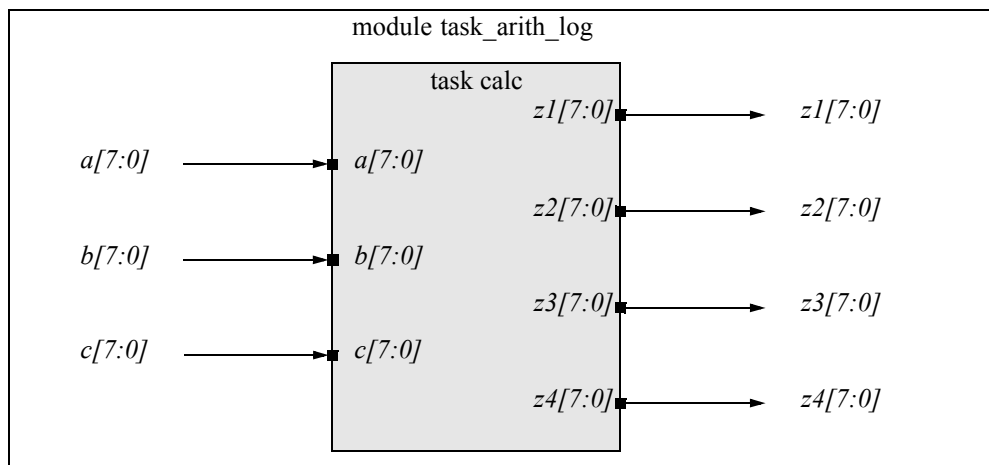 module task_arith_log
task calc
z1[7:0] z1[7:0]
a[7:0] a[7:0]
z2[7:0] z2[7:0]
b[7:0] b[7:0]
z3[7:0] z3[7:0]
c[7:0] c[7:0]
z4[7:0] z4[7:0]